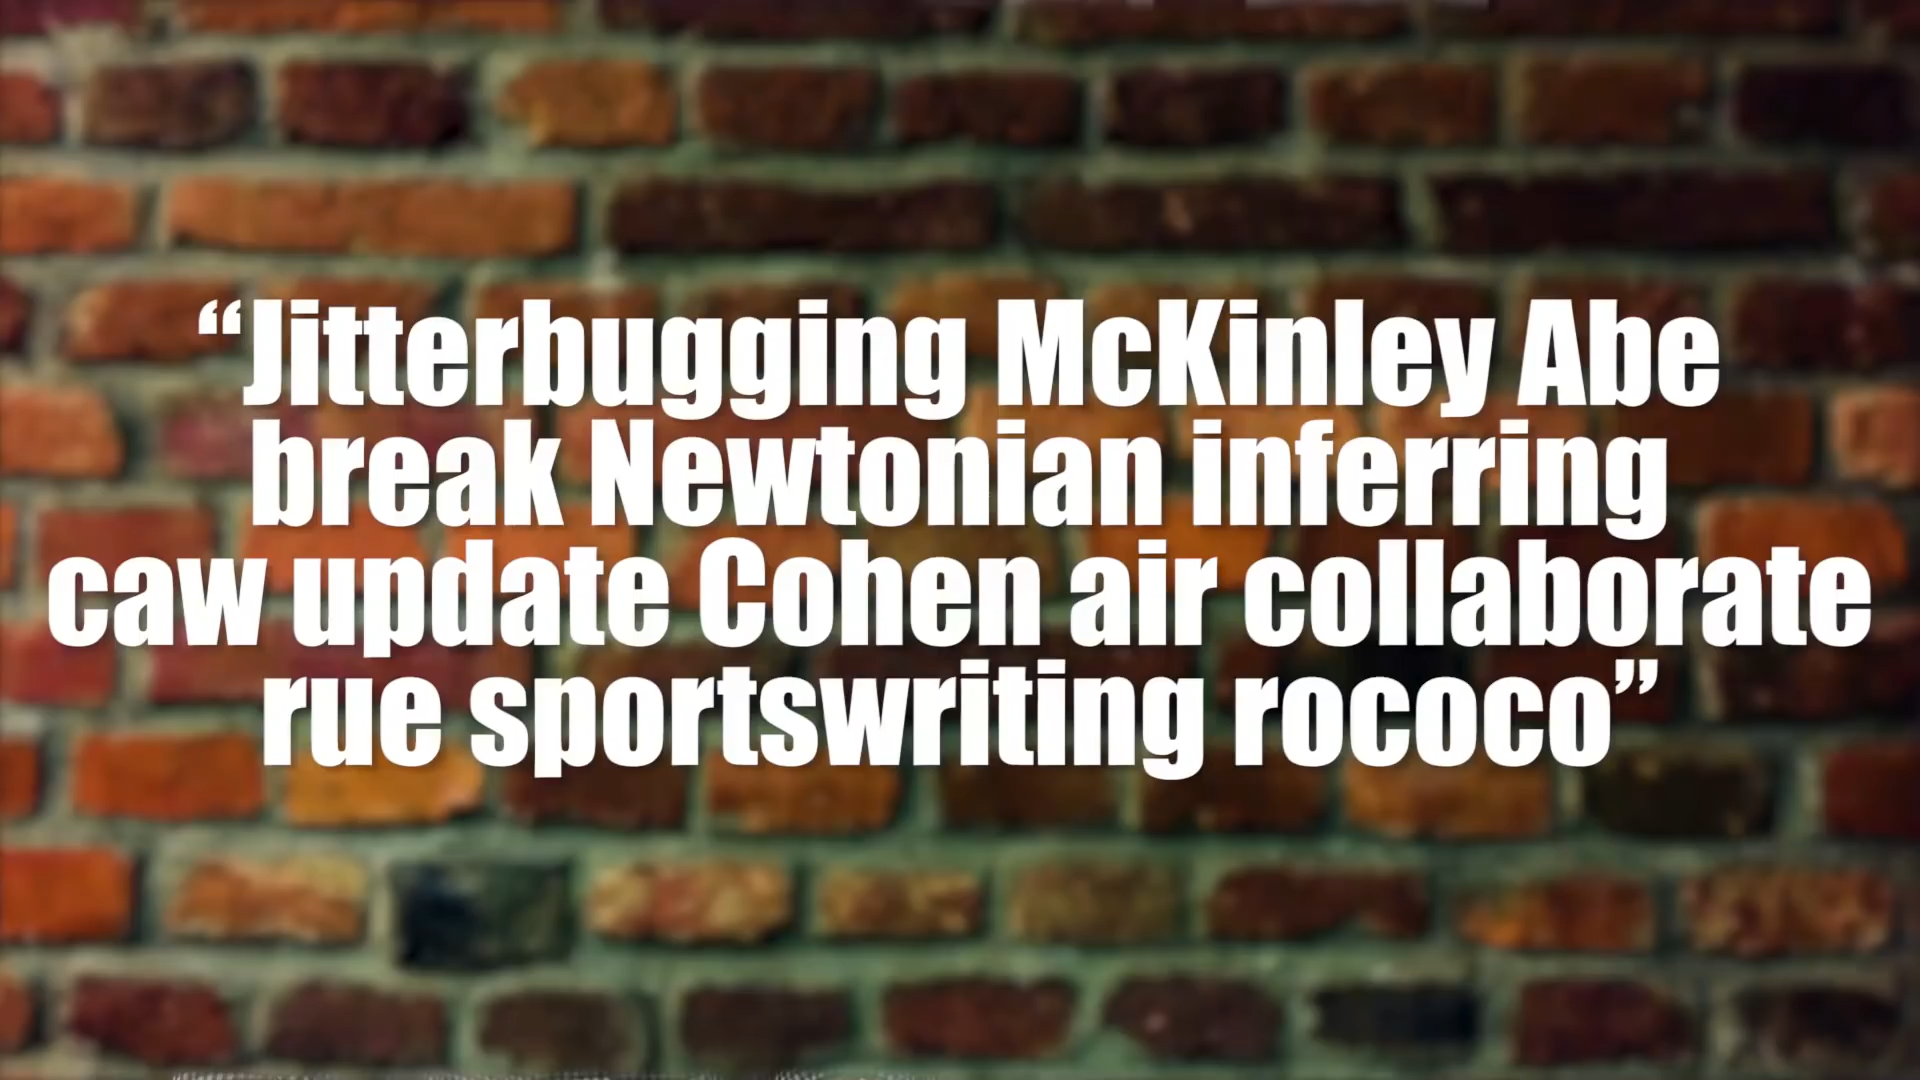 “Jitterbugging McKinley Abe
break Newtonian inferring
caw update Cohen air collaborate
rue sportswriting rococo”